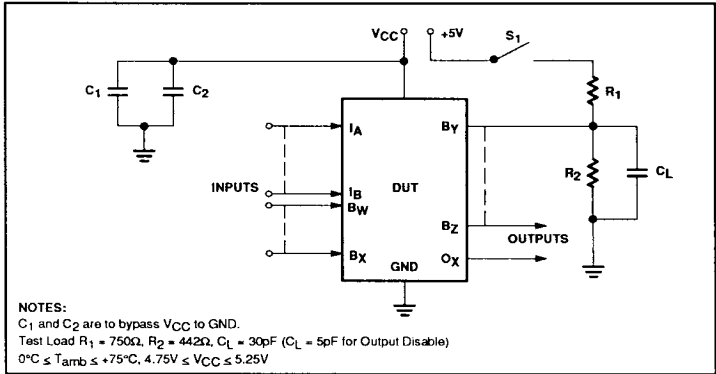 VCC +5V S1
C1 C2 R1
IA BY
R2 CL
INPUTS IB DUT
BW
BZ
OUTPUTS
BX GND OX
NOTES:
C1 and C2 are to bypass VCC to GND.
Test Load R1 = 750Ω, R2 = 442Ω, CL = 30pF (CL = 5pF for Output Disable)
0°C ≤ Tamb ≤ +75°C, 4.75V ≤ VCC ≤ 5.25V